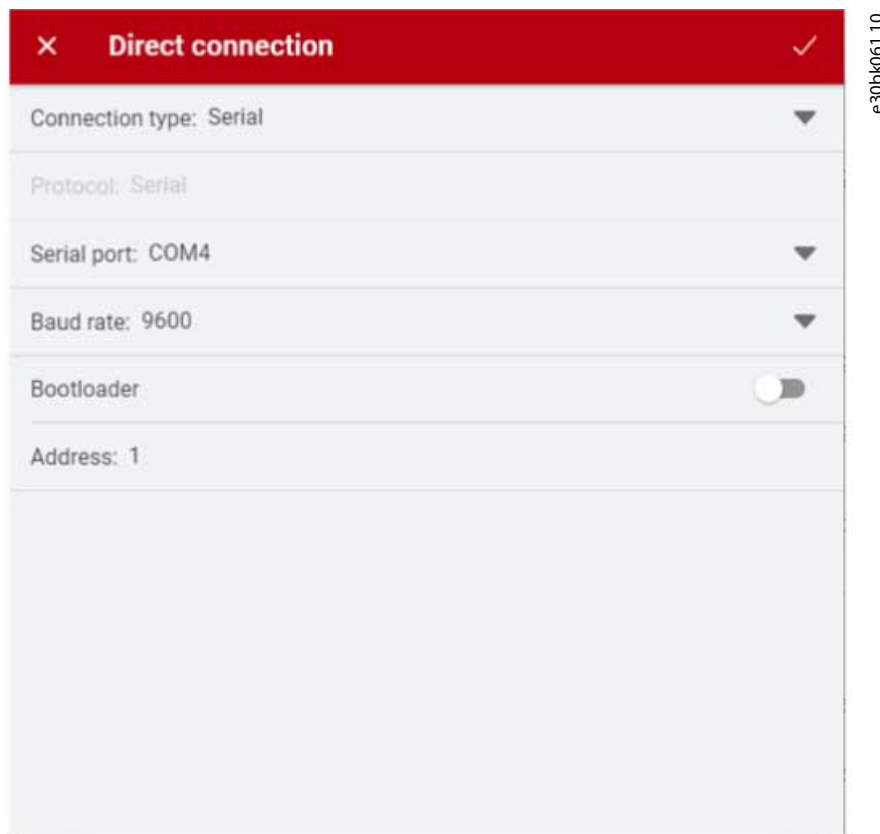 Direct connection
Connection type: Serial
Protocol: Serial
Serial port: COM4
Baud rate: 9600
Bootloader
Address: 1
e30bk061.10